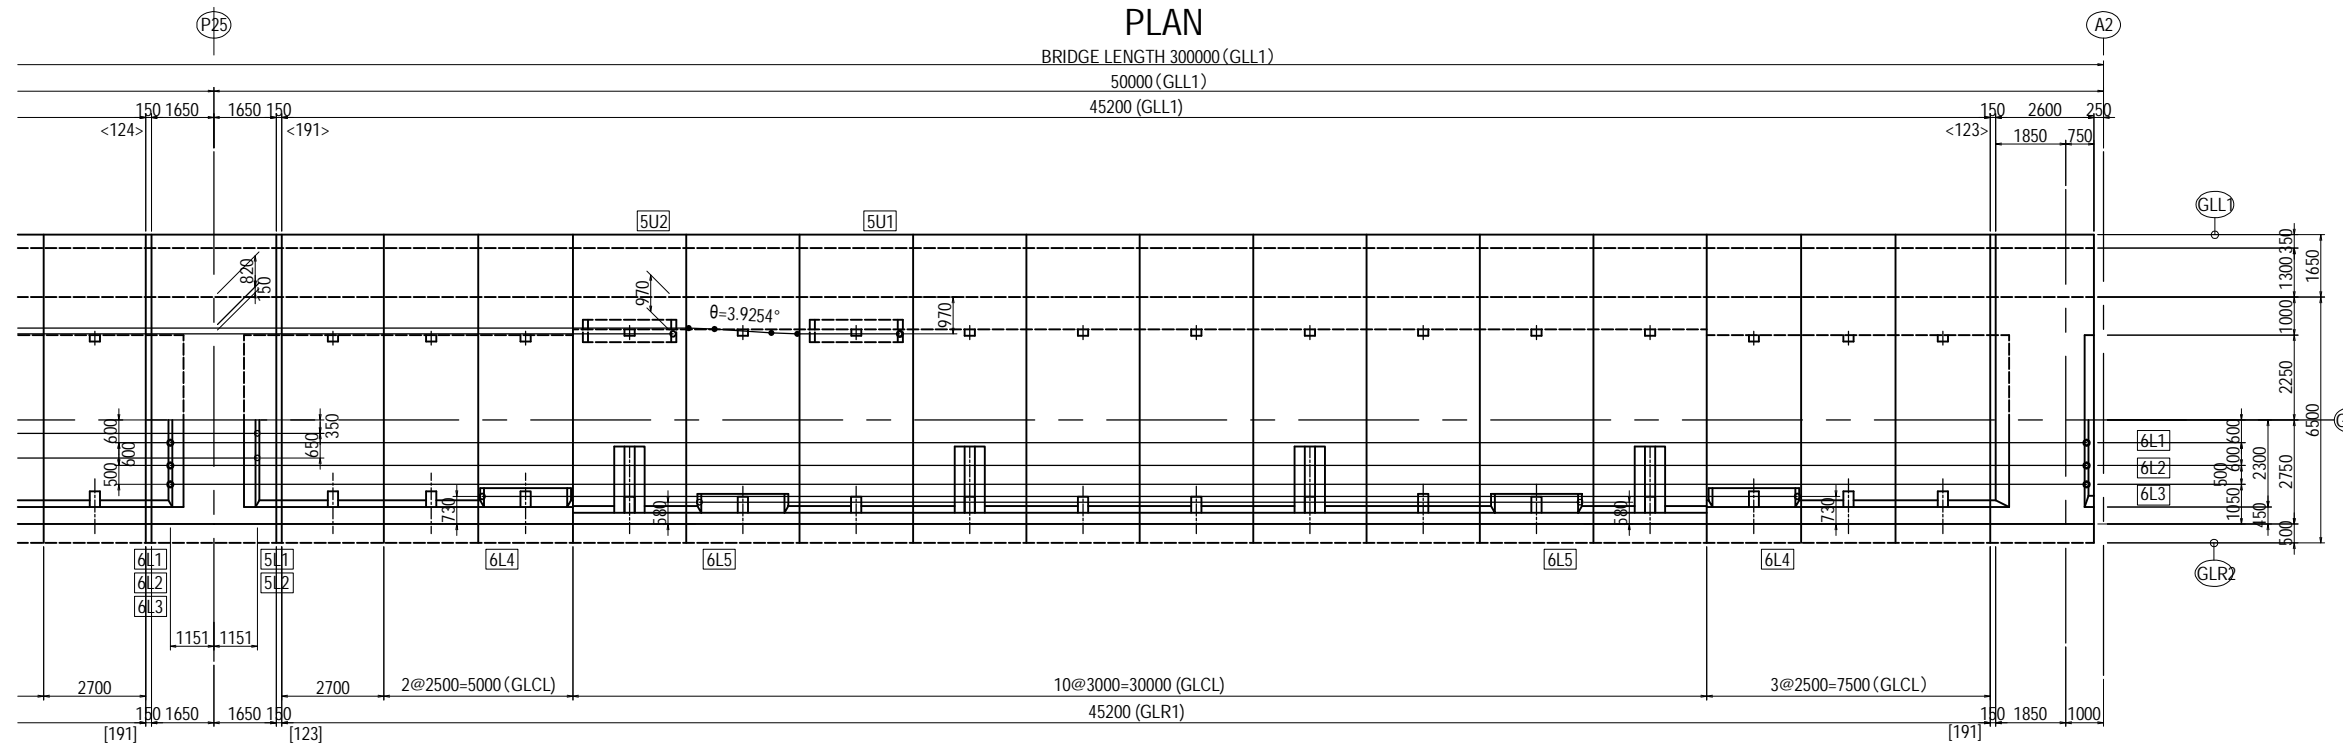 PLAN
P25
A2
BRIDGE LENGTH 300000(GLL1)
50000(GLL1)
150 1650 1650 150 45200 (GLL1) 150 2600 250
<124> <191> <123> 1850 750
GLL1
5U2 5U1
350
1300
1650
1000
2250
6500
820
150
970
θ=3.9254°
970
600
600
500
350
650
730
580
580
730
6L1
6L2
6L3
600
600
500
1050
2300
450
2750
500
GLR2
6L1 5L1 6L4 6L5 6L5 6L4
6L2 5L2
6L3
1151 1151
2700 2700 2@2500=5000(GLCL) 10@3000=30000 (GLCL) 3@2500=7500(GLCL)
150 1650 1650 150 45200 (GLR1) 150 1850 1000
[191] [123] [191]